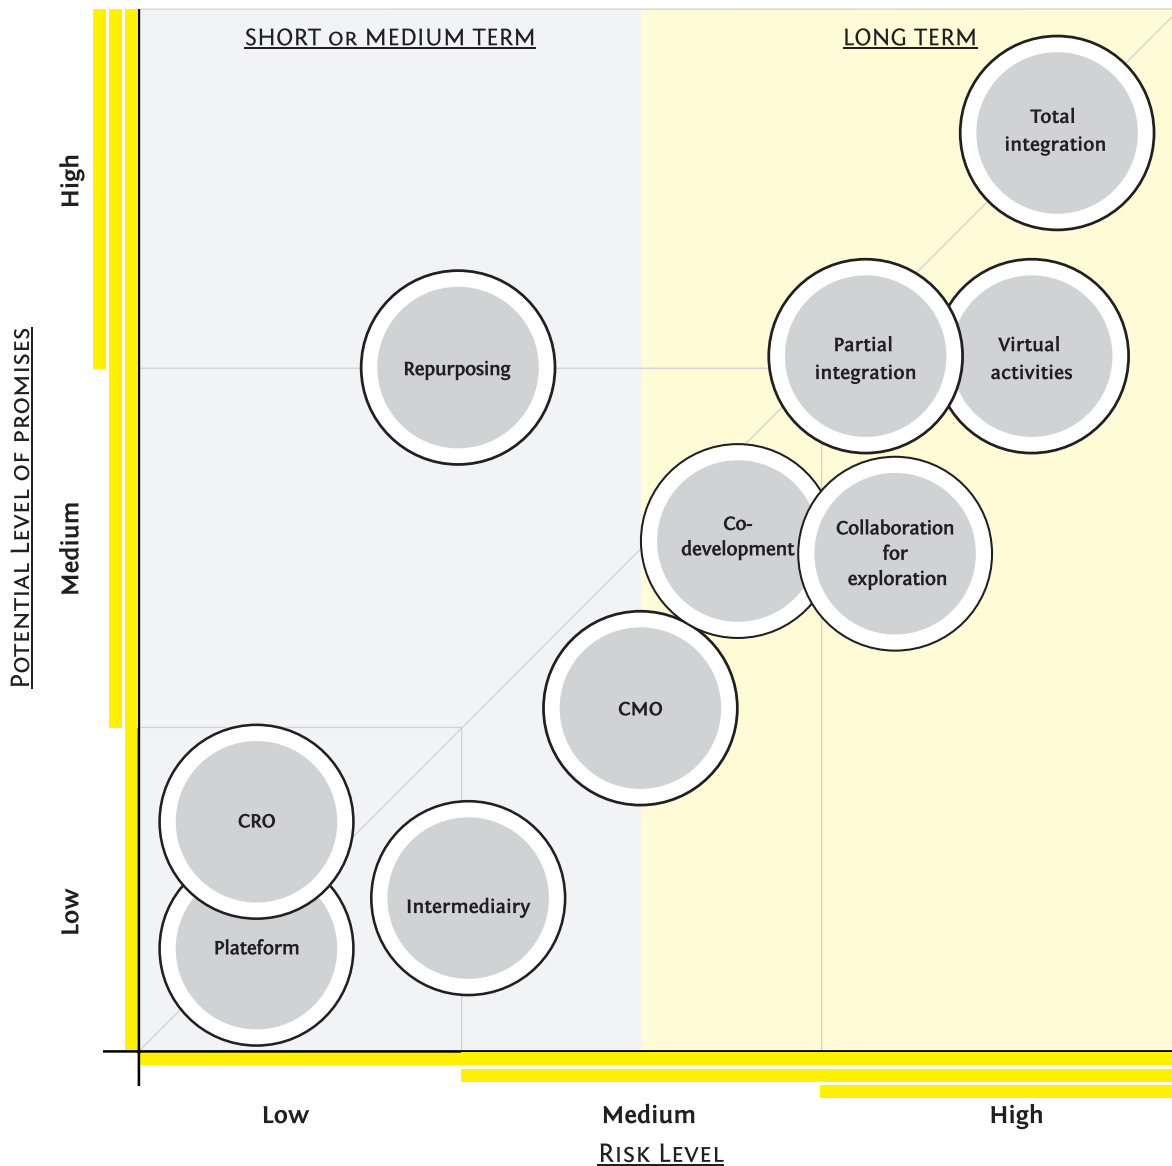 SHORT OR MEDIUM TERM
LONG TERM
Total
integration
High
Repurposing
Partial
integration
Virtual
activities
POTENTIAL LEVEL OF PROMISES
Medium
Co-
development
Collaboration
for
exploration
CMO
CRO
Low
Intermediairy
Plateform
Low
Medium
High
RISK LEVEL